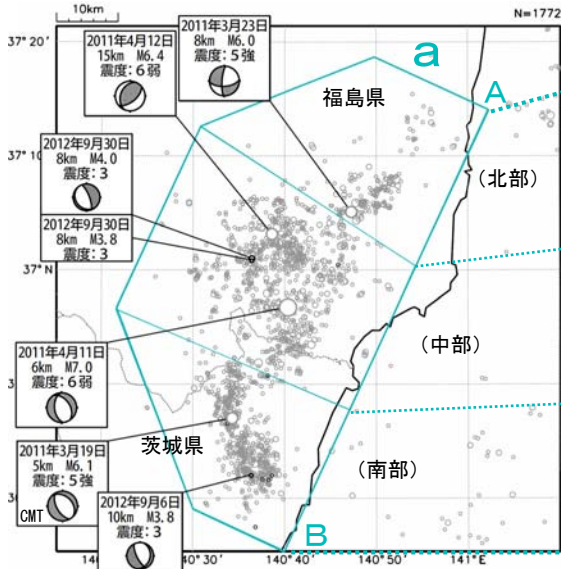 10km
N=1772
37°20'
2011年4月12日
15km M6.4
震度:6弱
2011年3月23日
8km M6.0
震度:5強
a
A
福島県
37°10'
2012年9月30日
8km M4.0
震度:3
(北部)
2012年9月30日
8km M3.8
震度:3
37°N
(中部)
2011年4月11日
6km M7.0
震度:6弱
茨城県
(南部)
2011年3月19日
5km M6.1
震度:5強
CMT
2012年9月6日
10km M3.8
震度:3
B
140°30'
140°40'
140°50'
141°E